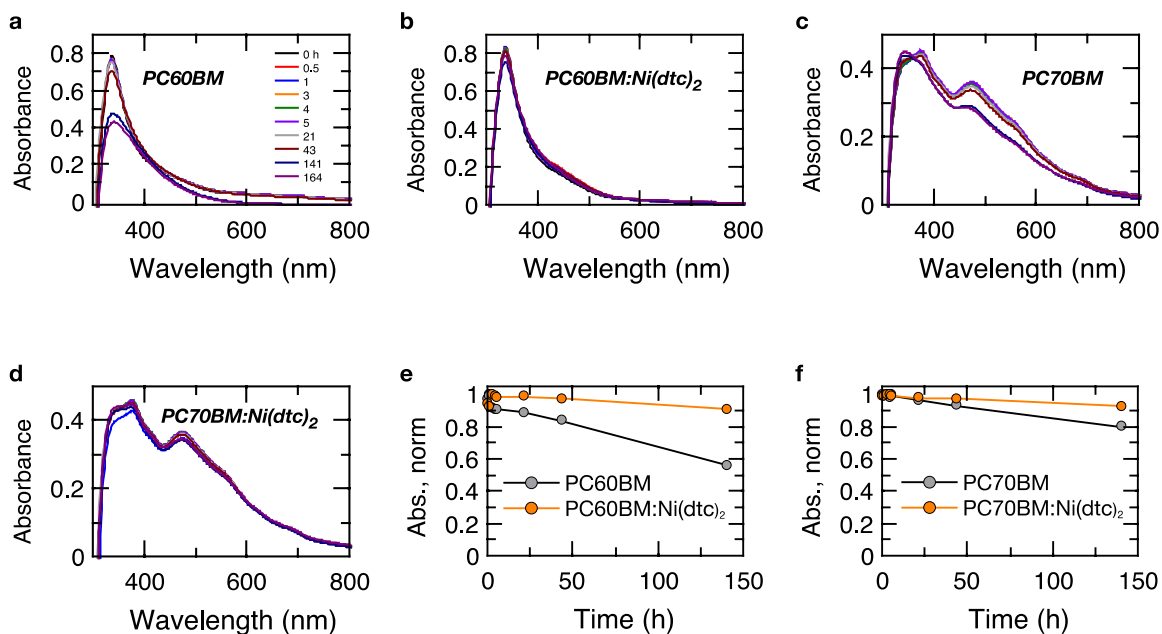 a
0.8
0.6
0.4
0.2
0
Absorbance
PC60BM
0 h
0.5
1
3
4
5
21
43
141
164
400 600 800
Wavelength (nm)
b
0.8
0.6
0.4
0.2
0
Absorbance
PC60BM:Ni(dtc)2
400 600 800
Wavelength (nm)
c
0.4
0.2
0
Absorbance
PC70BM
400 600 800
Wavelength (nm)
d
0.4
0.2
0
Absorbance
PC70BM:Ni(dtc)2
400 600 800
Wavelength (nm)
e
1
0.8
0.6
0.4
0.2
0
Abs., norm
PC60BM
PC60BM:Ni(dtc)2
0 50 100 150
Time (h)
f
1
0.8
0.6
0.4
0.2
0
Abs., norm
PC70BM
PC70BM:Ni(dtc)2
0 50 100 150
Time (h)